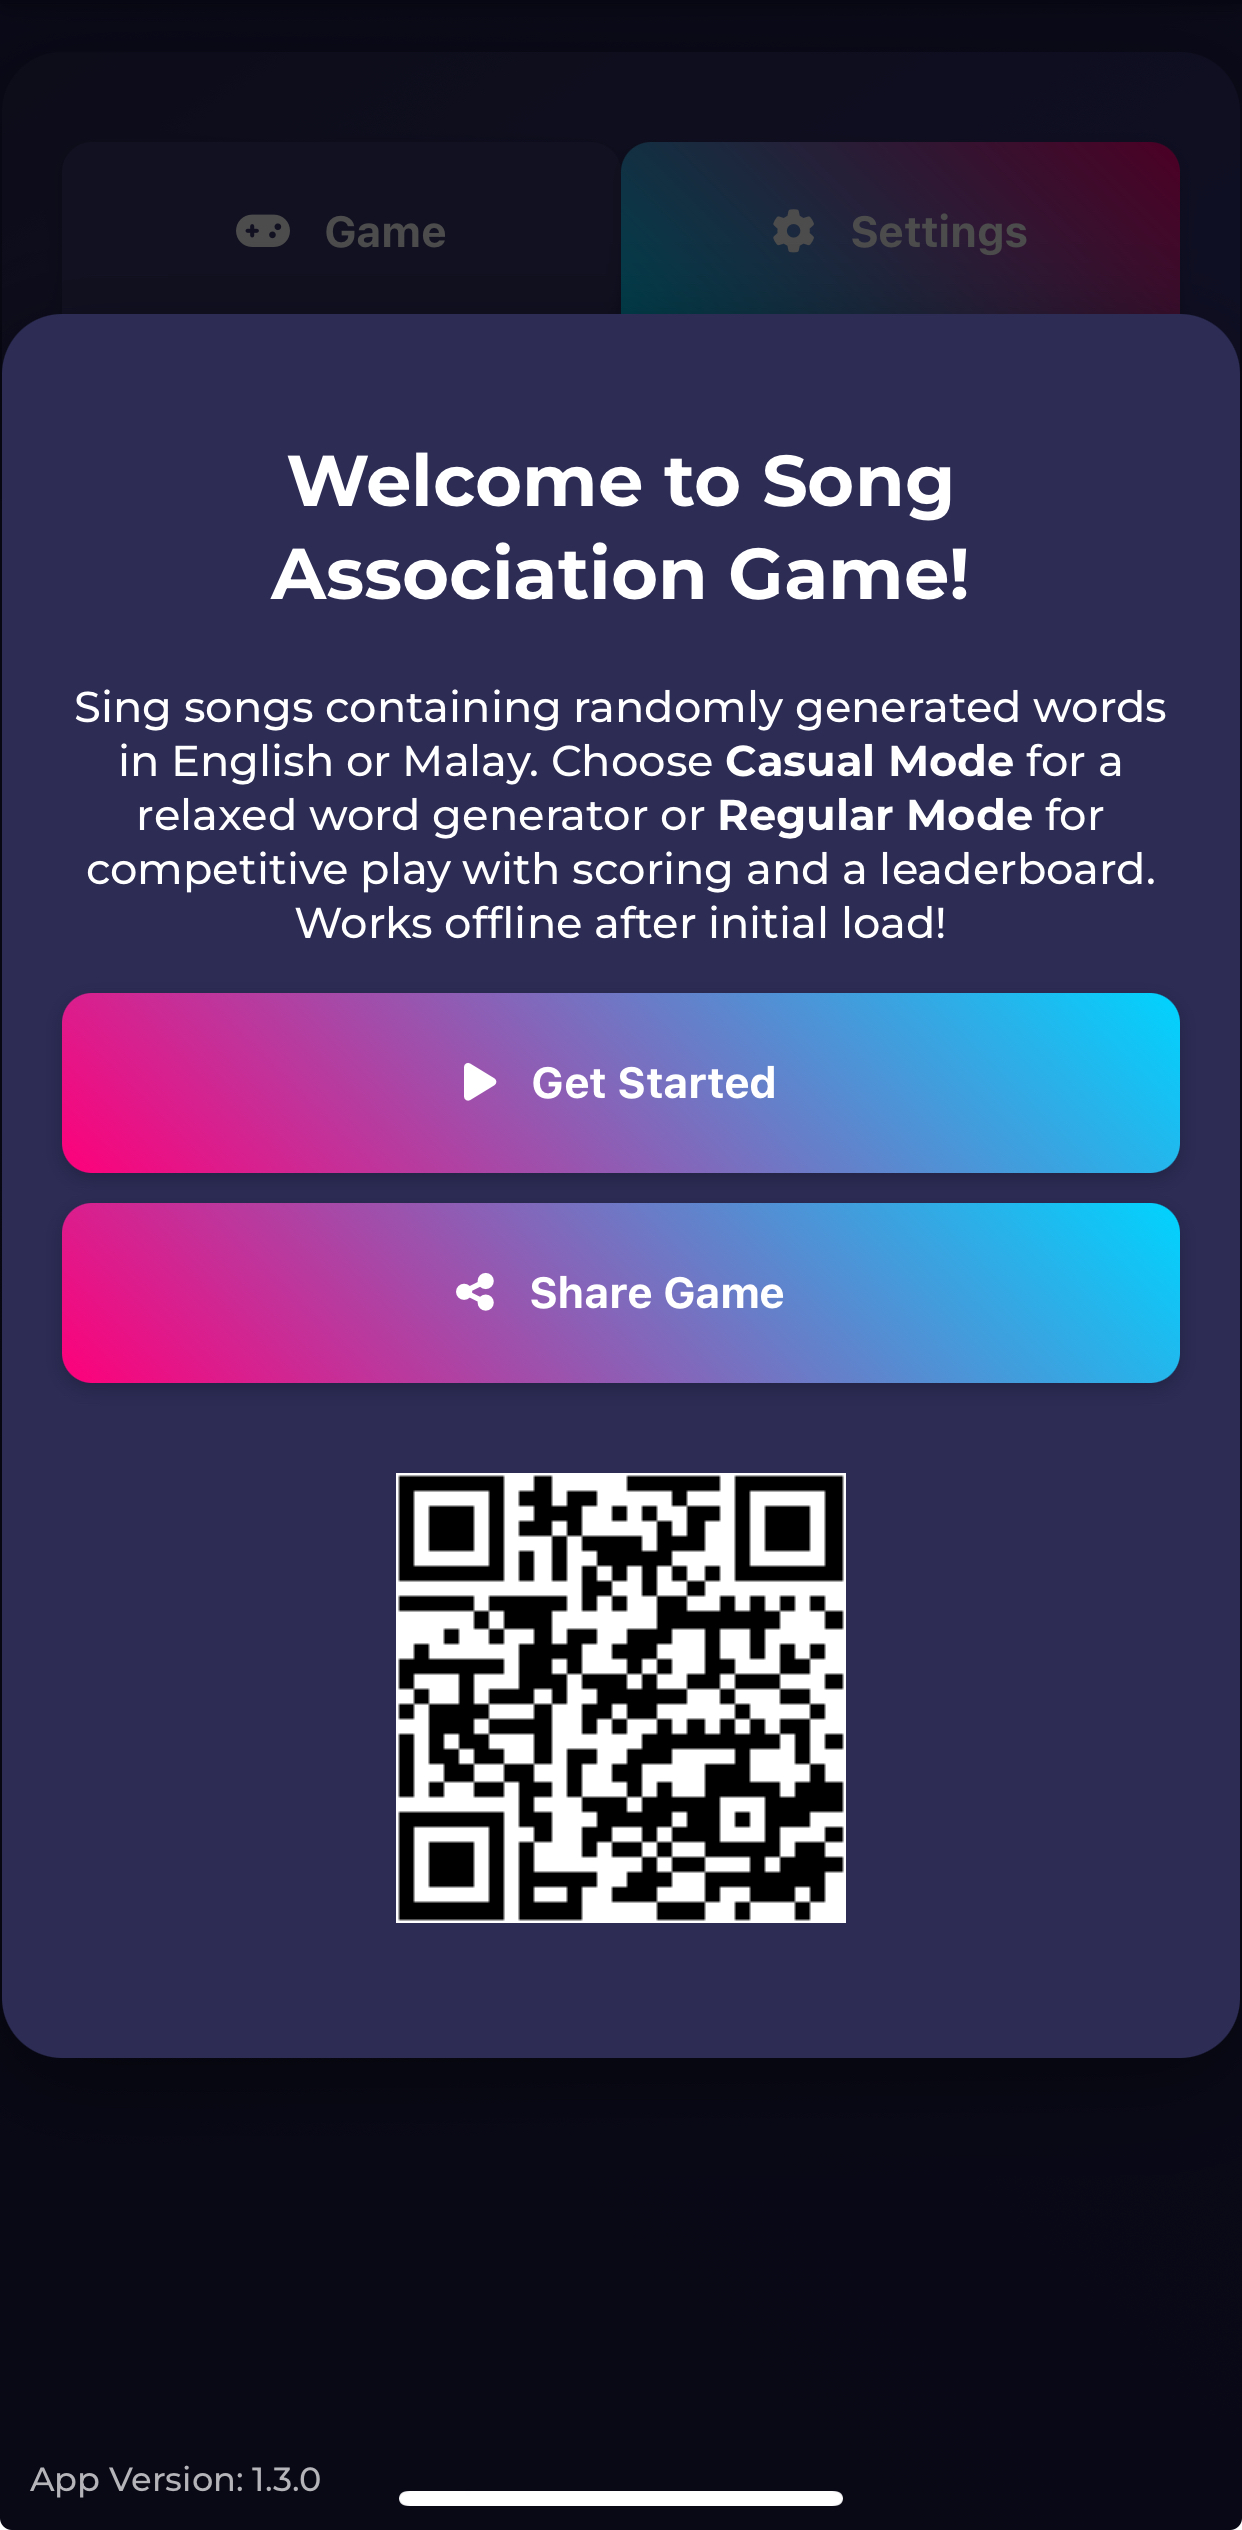 Game
Settings
Welcome to Song
Association Game!
Sing songs containing randomly generated words
in English or Malay. Choose Casual Mode for a
relaxed word generator or Regular Mode for
competitive play with scoring and a leaderboard.
Works offline after initial load!
Get Started
Share Game
App Version: 1.3.0